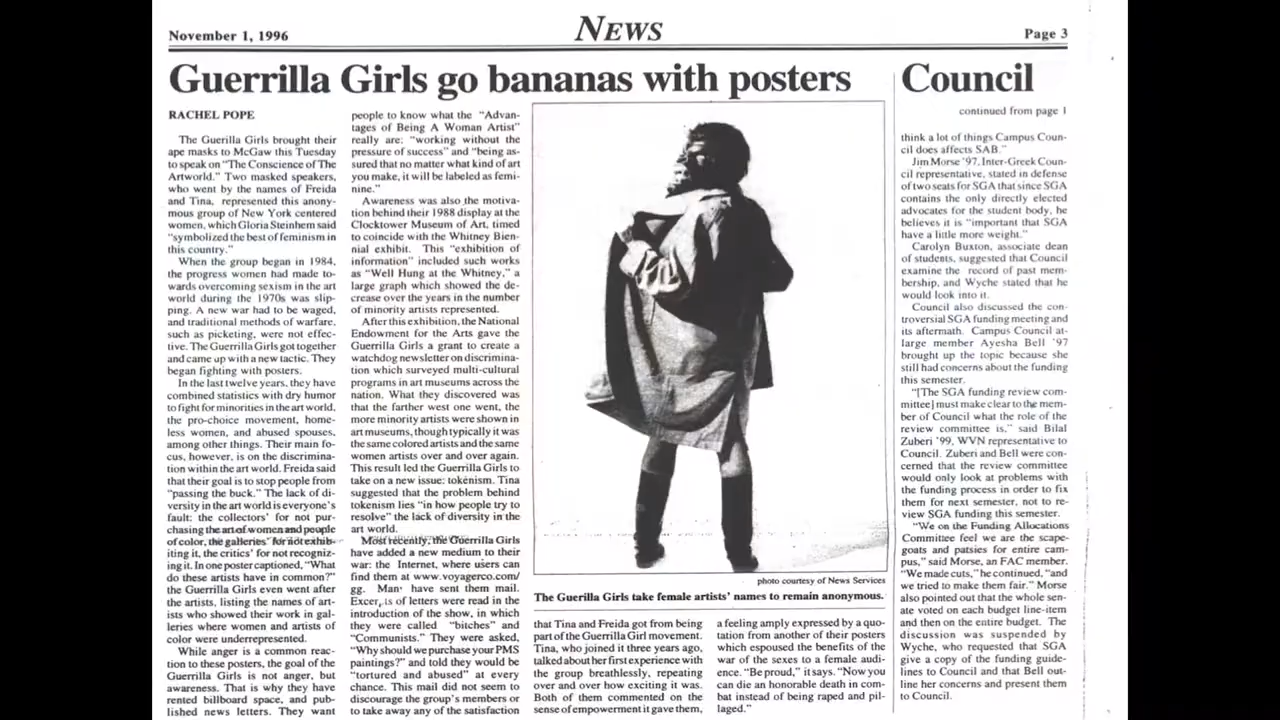 November 1, 1996
NEWS
Page 3
Guerrilla Girls go bananas with posters
RACHEL POPE
The Guerilla Girls brought their
ape masks to McGaw this Tuesday
to speak on "The Conscience of The
Artworld." Two masked speakers,
who went by the names of Freida
and Tina, represented this anony-
mous group of New York centered
women, which Gloria Steinhem said
"symbolized the best of feminism in
this country."
When the group began in 1984,
the progress women had made to-
wards overcoming sexism in the art
world during the 1970s was slip-
ping. A new war had to be waged,
and traditional methods of warfare,
such as picketing, were not effec-
tive. The Guerilla Girls got together
and came up with a new tactic. They
began fighting with posters.
In the last twelve years, they have
combined statistics with dry humor
to fight for minorities in the art world,
the pro-choice movement, home-
less women, and abused spouses,
among other things. Their main fo-
cus, however, is on the discrimina-
tion within the art world. Freida said
that their goal is to stop people from
"passing the buck." The lack of di-
versity in the art world is everyone's
fault: the collectors' for not pur-
chasing the art of women and people
of color, the galleries' for not exhib-
iting it, the critics' for not recogniz-
ing it. In one poster captioned, "What
do these artists have in common?"
the Guerilla Girls even went after
the artists, listing the names of art-
ists who showed their work in gal-
leries where women and artists of
color were underrepresented.
While anger is a common reac-
tion to these posters, the goal of the
Guerilla Girls is not anger, but
awareness. That is why they have
rented billboard space, and pub-
lished news letters. They want
people to know what the "Advan-
tages of Being A Woman Artist"
really are: "working without the
pressure of success" and "being as-
sured that no matter what kind of art
you make, it will be labeled as femi-
nine."
Awareness was also the motiva-
tion behind their 1988 display at the
Clocktower Museum of Art, timed
to coincide with the Whitney Bien-
nial exhibit. This "exhibition of
information" included such works
as "Well Hung at the Whitney," a
large graph which showed the de-
crease over the years in the number
of minority artists represented.
After this exhibition, the National
Endowment for the Arts gave the
Guerilla Girls a grant to create a
watchdog newsletter on discrimina-
tion which surveyed multi-cultural
programs in art museums across the
nation. What they discovered was
that the farther west one went, the
more minority artists were shown in
art museums, though typically it was
the same colored artists and the same
women artists over and over again.
This result led the Guerilla Girls to
take on a new issue: tokenism. Tina
suggested that the problem behind
tokenism lies "in how people try to
resolve" the lack of diversity in the
art world.
Most recently, the Guerilla Girls
have added a new medium to their
war: the Internet, where users can
find them at www.voyagerco.com/
gg. have sent them mail.
of letters were read in the
introduction of the show, in which
they were called "bitches" and
"Communists." They were asked,
"Why should we purchase your PMS
paintings?" and told they would be
"tortured and abused" at every
chance. This mail did not seem to
discourage the group's members or
to take away any of the satisfaction
photo courtesy of News Services
The Guerilla Girls take female artists' names to remain anonymous.
that Tina and Freida got from being
part of the Guerilla Girl movement.
Tina, who joined it three years ago,
talked about her first experience with
the group breathlessly, repeating
over and over how exciting it was.
Both of them commented on the
sense of empowerment it gave them,
a feeling amply expressed by a quo-
tation from another of their posters
which espoused the benefits of the
war of the sexes to a female audi-
ence. "Be proud," it says. "Now you
can die an honorable death in com-
bat instead of being raped and pil-
laged."
Council
continued from page 1
think a lot of things Campus Coun-
cil does affects SAB."
Jim Morse '97, Inter-Greek Coun-
cil representative, stated in defense
of two seats for SGA that since SGA
contains the only directly elected
advocates for the student body, he
believes it is "important that SGA
have a little more weight."
Carolyn Buxton, associate dean
of students, suggested that Council
examine the record of past mem-
bership, and Wyche stated that he
would look into it.
Council also discussed the con-
troversial SGA funding meeting and
its aftermath. Campus Council at-
large member Ayesha Bell '97
brought up the topic because she
still had concerns about the funding
this semester.
"[The SGA funding review com-
mittee] must make clear to the mem-
ber of Council what the role of the
review committee is," said Bilal
Zuberi '99, WVN representative to
Council. Zuberi and Bell were con-
cerned that the review committee
would only look at problems with
the funding process in order to fix
them for next semester, not to re-
view SGA funding this semester.
"We on the Funding Allocations
Committee feel we are the scape-
goats and patsies for entire cam-
pus," said Morse, an FAC member.
"We made cuts," he continued, "and
we tried to make them fair." Morse
also pointed out that the whole sen-
ate voted on each budget line-item
and then on the entire budget. The
discussion was suspended by
Wyche, who requested that SGA
give a copy of the funding guide-
lines to Council and that Bell out-
line her concerns and present them
to Council.